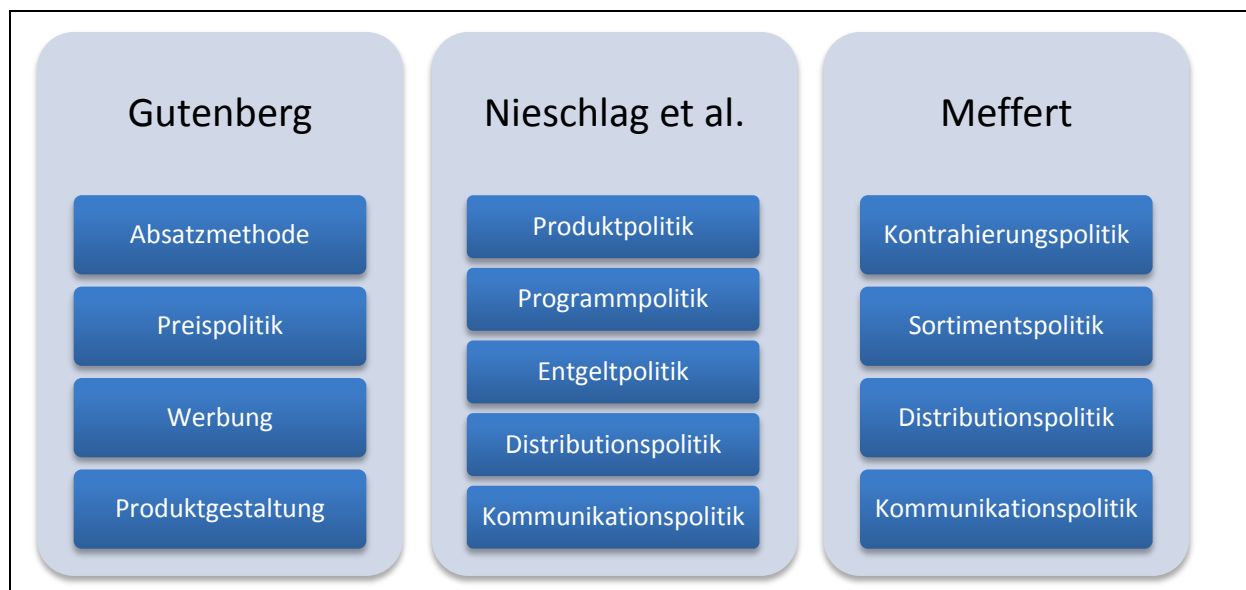 Gutenberg
Absatzmethode
Preispolitik
Werbung
Produktgestaltung
Nieschlag et al.
Produktpolitik
Programmpolitik
Entgeltpolitik
Distributionspolitik
Kommunikationspolitik
Meffert
Kontrahierungspolitik
Sortimentspolitik
Distributionspolitik
Kommunikationspolitik